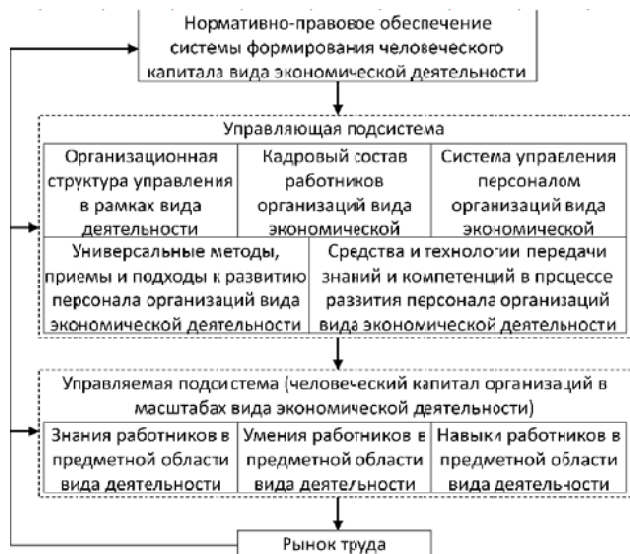 Нормативно-правовое обеспечение
системы формирования человеческого
капитала вида экономической деятельности
Управляющая подсистема
Организационная
структура управления
в рамках вида
деятельности
Кадровый состав
работников
организаций вида
экономической
Система управления
персоналом
организаций вида
экономической
Универсальные методы,
приемы и подходы к развитию
персонала организаций вида
экономической деятельности
Средства и технологии передачи
знаний и компетенций в прцессе
развития персонала организаций
вида экономической деятельности
Управляемая подсистема (человеческий капитал организаций в
масштабах вида экономической деятельности)
Знания работников в
предметной области
вида деятельности
Умения работников в
предметной области
вида деятельности
Навыки работников в
предметной области
вида деятельности
Рынок труда